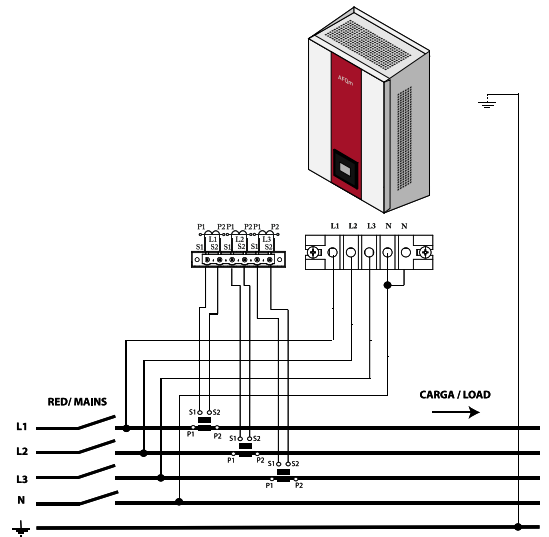 AFQm
P1 P2 P1 P2 P1 P2
L1 L2 L3
S1 S2 S1 S2 S1 S2
L1 L2 L3 N N
RED/ MAINS
CARGA / LOAD
S1 S2
L1
P1 P2
S1 S2
L2
P1 P2
S1 S2
L3
P1 P2
N